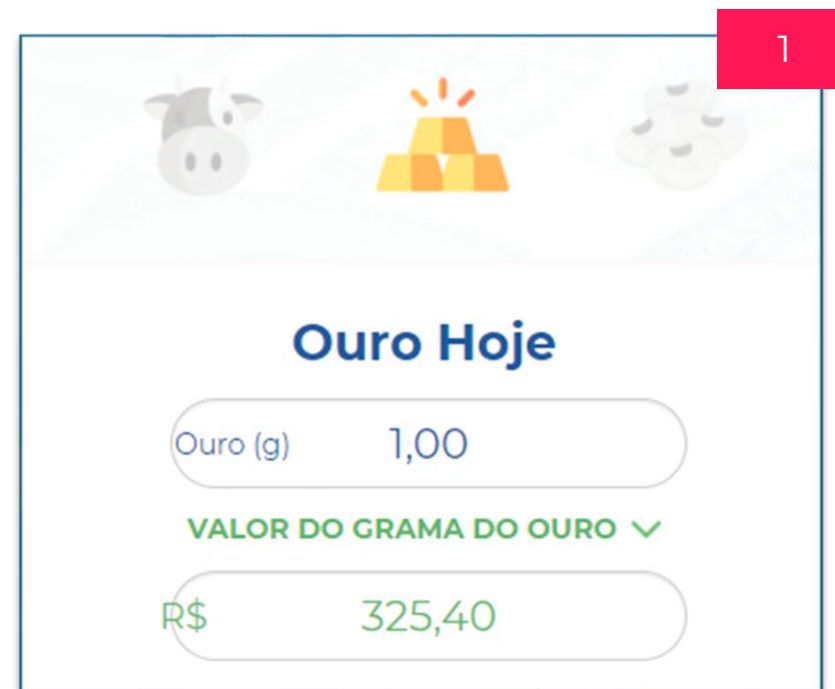 1
Ouro Hoje
Ouro (g) 1,00
VALOR DO GRAMA DO OURO
R$ 325,40